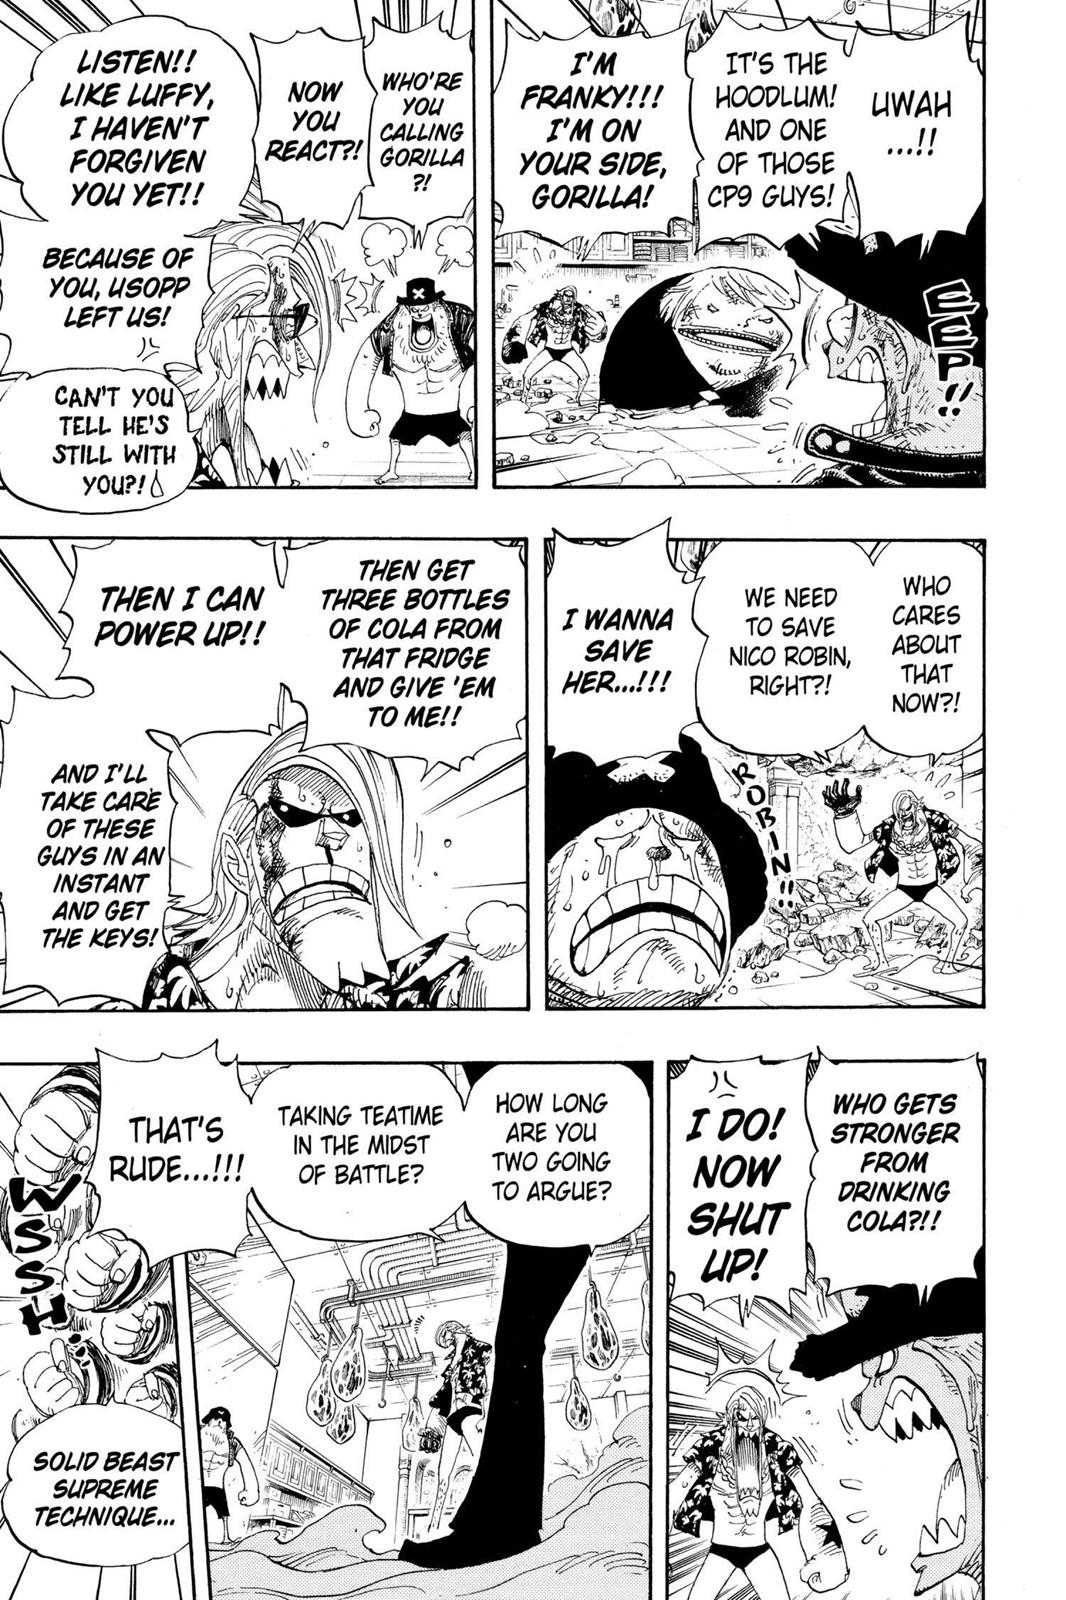 UWAH
...!!
IT'S THE
HOODLUM!
AND ONE
OF THOSE
CP9 GUYS!
I'M
FRANKY!!!
I'M ON
YOUR SIDE,
GORILLA!
EEP!!
WHO'RE
YOU
CALLING
GORILLA
?!
NOW
YOU
REACT?!
LISTEN!!
LIKE LUFFY,
I HAVEN'T
FORGIVEN
YOU YET!!
BECAUSE OF
YOU, USOPP
LEFT US!
CAN'T YOU
TELL HE'S
STILL WITH
YOU?!
WHO
CARES
ABOUT
THAT
NOW?!
WE NEED
TO SAVE
NICO ROBIN,
RIGHT?!
I WANNA
SAVE
HER...!!!
ROBIN!!
THEN GET
THREE BOTTLES
OF COLA FROM
THAT FRIDGE
AND GIVE 'EM
TO ME!!
THEN I CAN
POWER UP!!
AND I'LL
TAKE CARE
OF THESE
GUYS IN AN
INSTANT
AND GET
THE KEYS!
WHO GETS
STRONGER
FROM
DRINKING
COLA?!!
I DO!
NOW
SHUT
UP!
HOW LONG
ARE YOU
TWO GOING
TO ARGUE?
TAKING TEATIME
IN THE MIDST
OF BATTLE?
THAT'S
RUDE...!!!
WSSH
SOLID BEAST
SUPREME
TECHNIQUE...